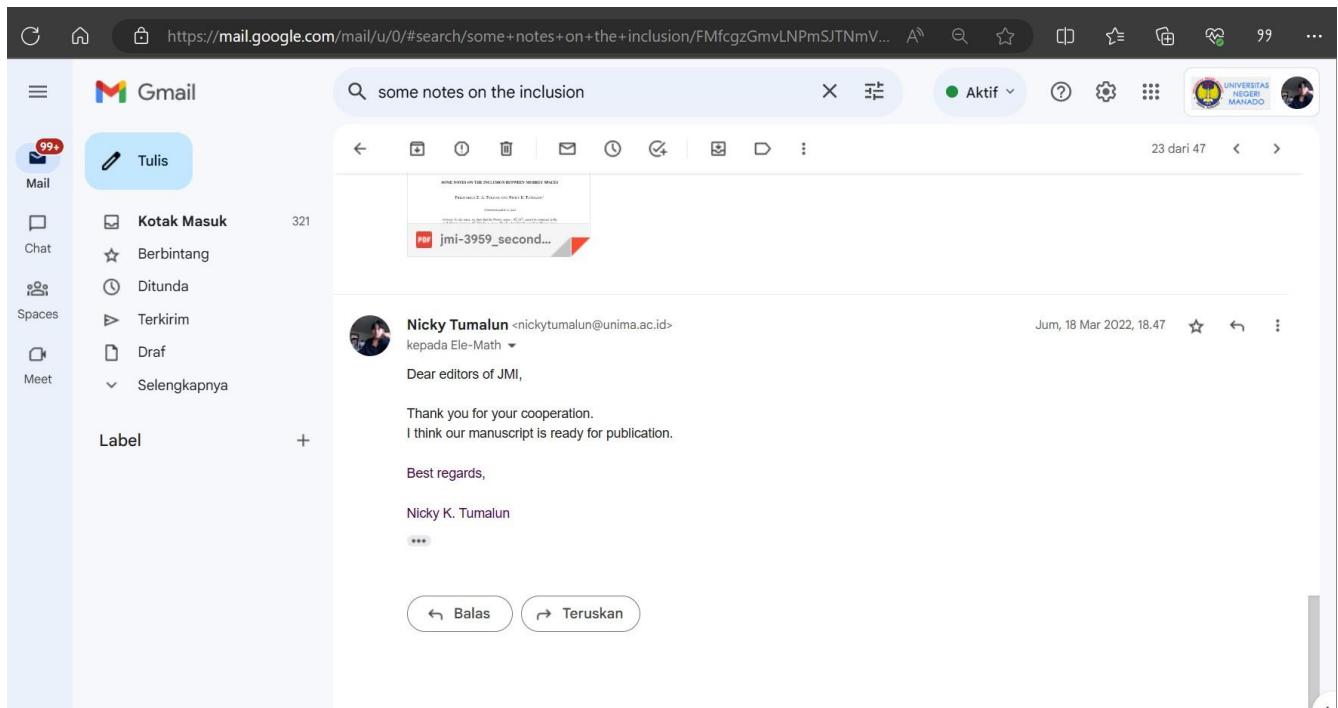 https://mail.google.com/mail/u/0/#search/some+notes+on+the+inclusion/FMfcgzGmvLNPmSJTNmV...
99
Gmail
some notes on the inclusion
Aktif
UNIVERSITAS
NEGERI
MANADO
99+
Mail
Chat
Spaces
Meet
Tulis
Kotak Masuk 321
Berbintang
Ditunda
Terkirim
Draf
Selengkapnya
Label
23 dari 47
SOME NOTES ON THE INCLUSION BETWEEN MORREY SPACES
PDF jmi-3959_second...
Nicky Tumalun <nickytumalun@unima.ac.id>
Jum, 18 Mar 2022, 18.47
kepada Ele-Math
Dear editors of JMI,
Thank you for your cooperation.
I think our manuscript is ready for publication.
Best regards,
Nicky K. Tumalun
Balas
Teruskan